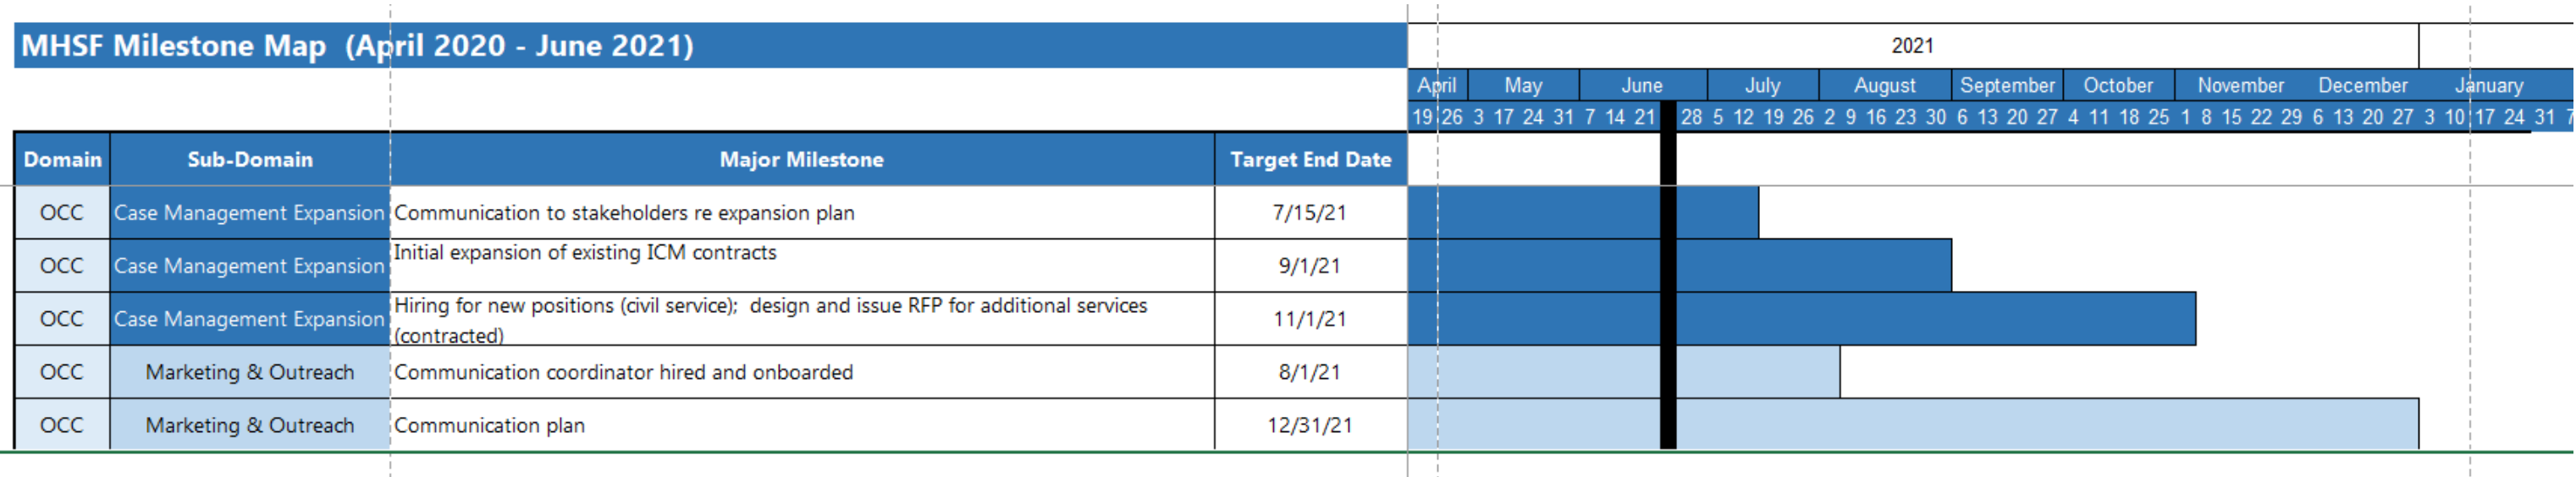 MHSF Milestone Map  (April 2020 - June 2021)
2021
April May June July August September October November December January
19 26 3 17 24 31 7 14 21 28 5 12 19 26 2 9 16 23 30 6 13 20 27 4 11 18 25 1 8 15 22 29 6 13 20 27 3 10 17 24 31 7
Domain Sub-Domain Major Milestone Target End Date
OCC Case Management Expansion Communication to stakeholders re expansion plan 7/15/21
OCC Case Management Expansion Initial expansion of existing ICM contracts 9/1/21
OCC Case Management Expansion Hiring for new positions (civil service);  design and issue RFP for additional services
(contracted) 11/1/21
OCC Marketing & Outreach Communication coordinator hired and onboarded 8/1/21
OCC Marketing & Outreach Communication plan 12/31/21